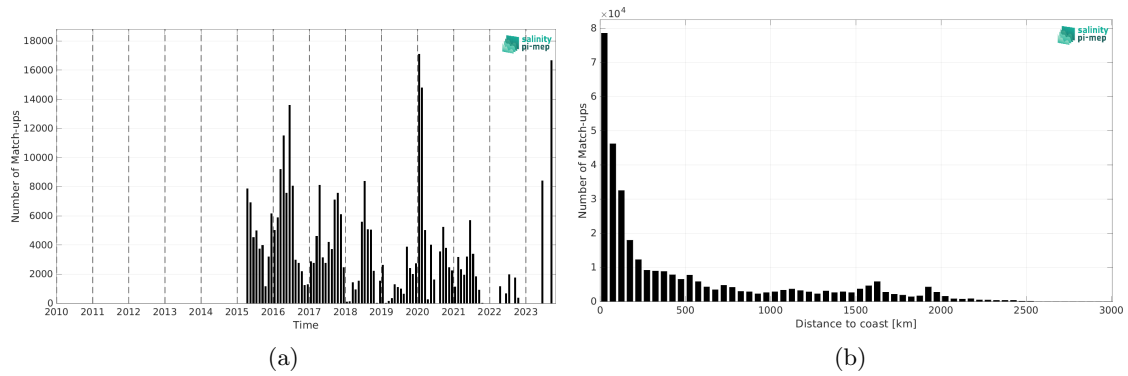 salinity
pi-mep
18000
16000
14000
12000
10000
8000
6000
4000
2000
0
Number of Match-ups
2010 2011 2012 2013 2014 2015 2016 2017 2018 2019 2020 2021 2022 2023
Time
(a)
×10⁴
salinity
pi-mep
8
7
6
5
4
3
2
1
0
Number of Match-ups
0 500 1000 1500 2000 2500 3000
Distance to coast [km]
(b)